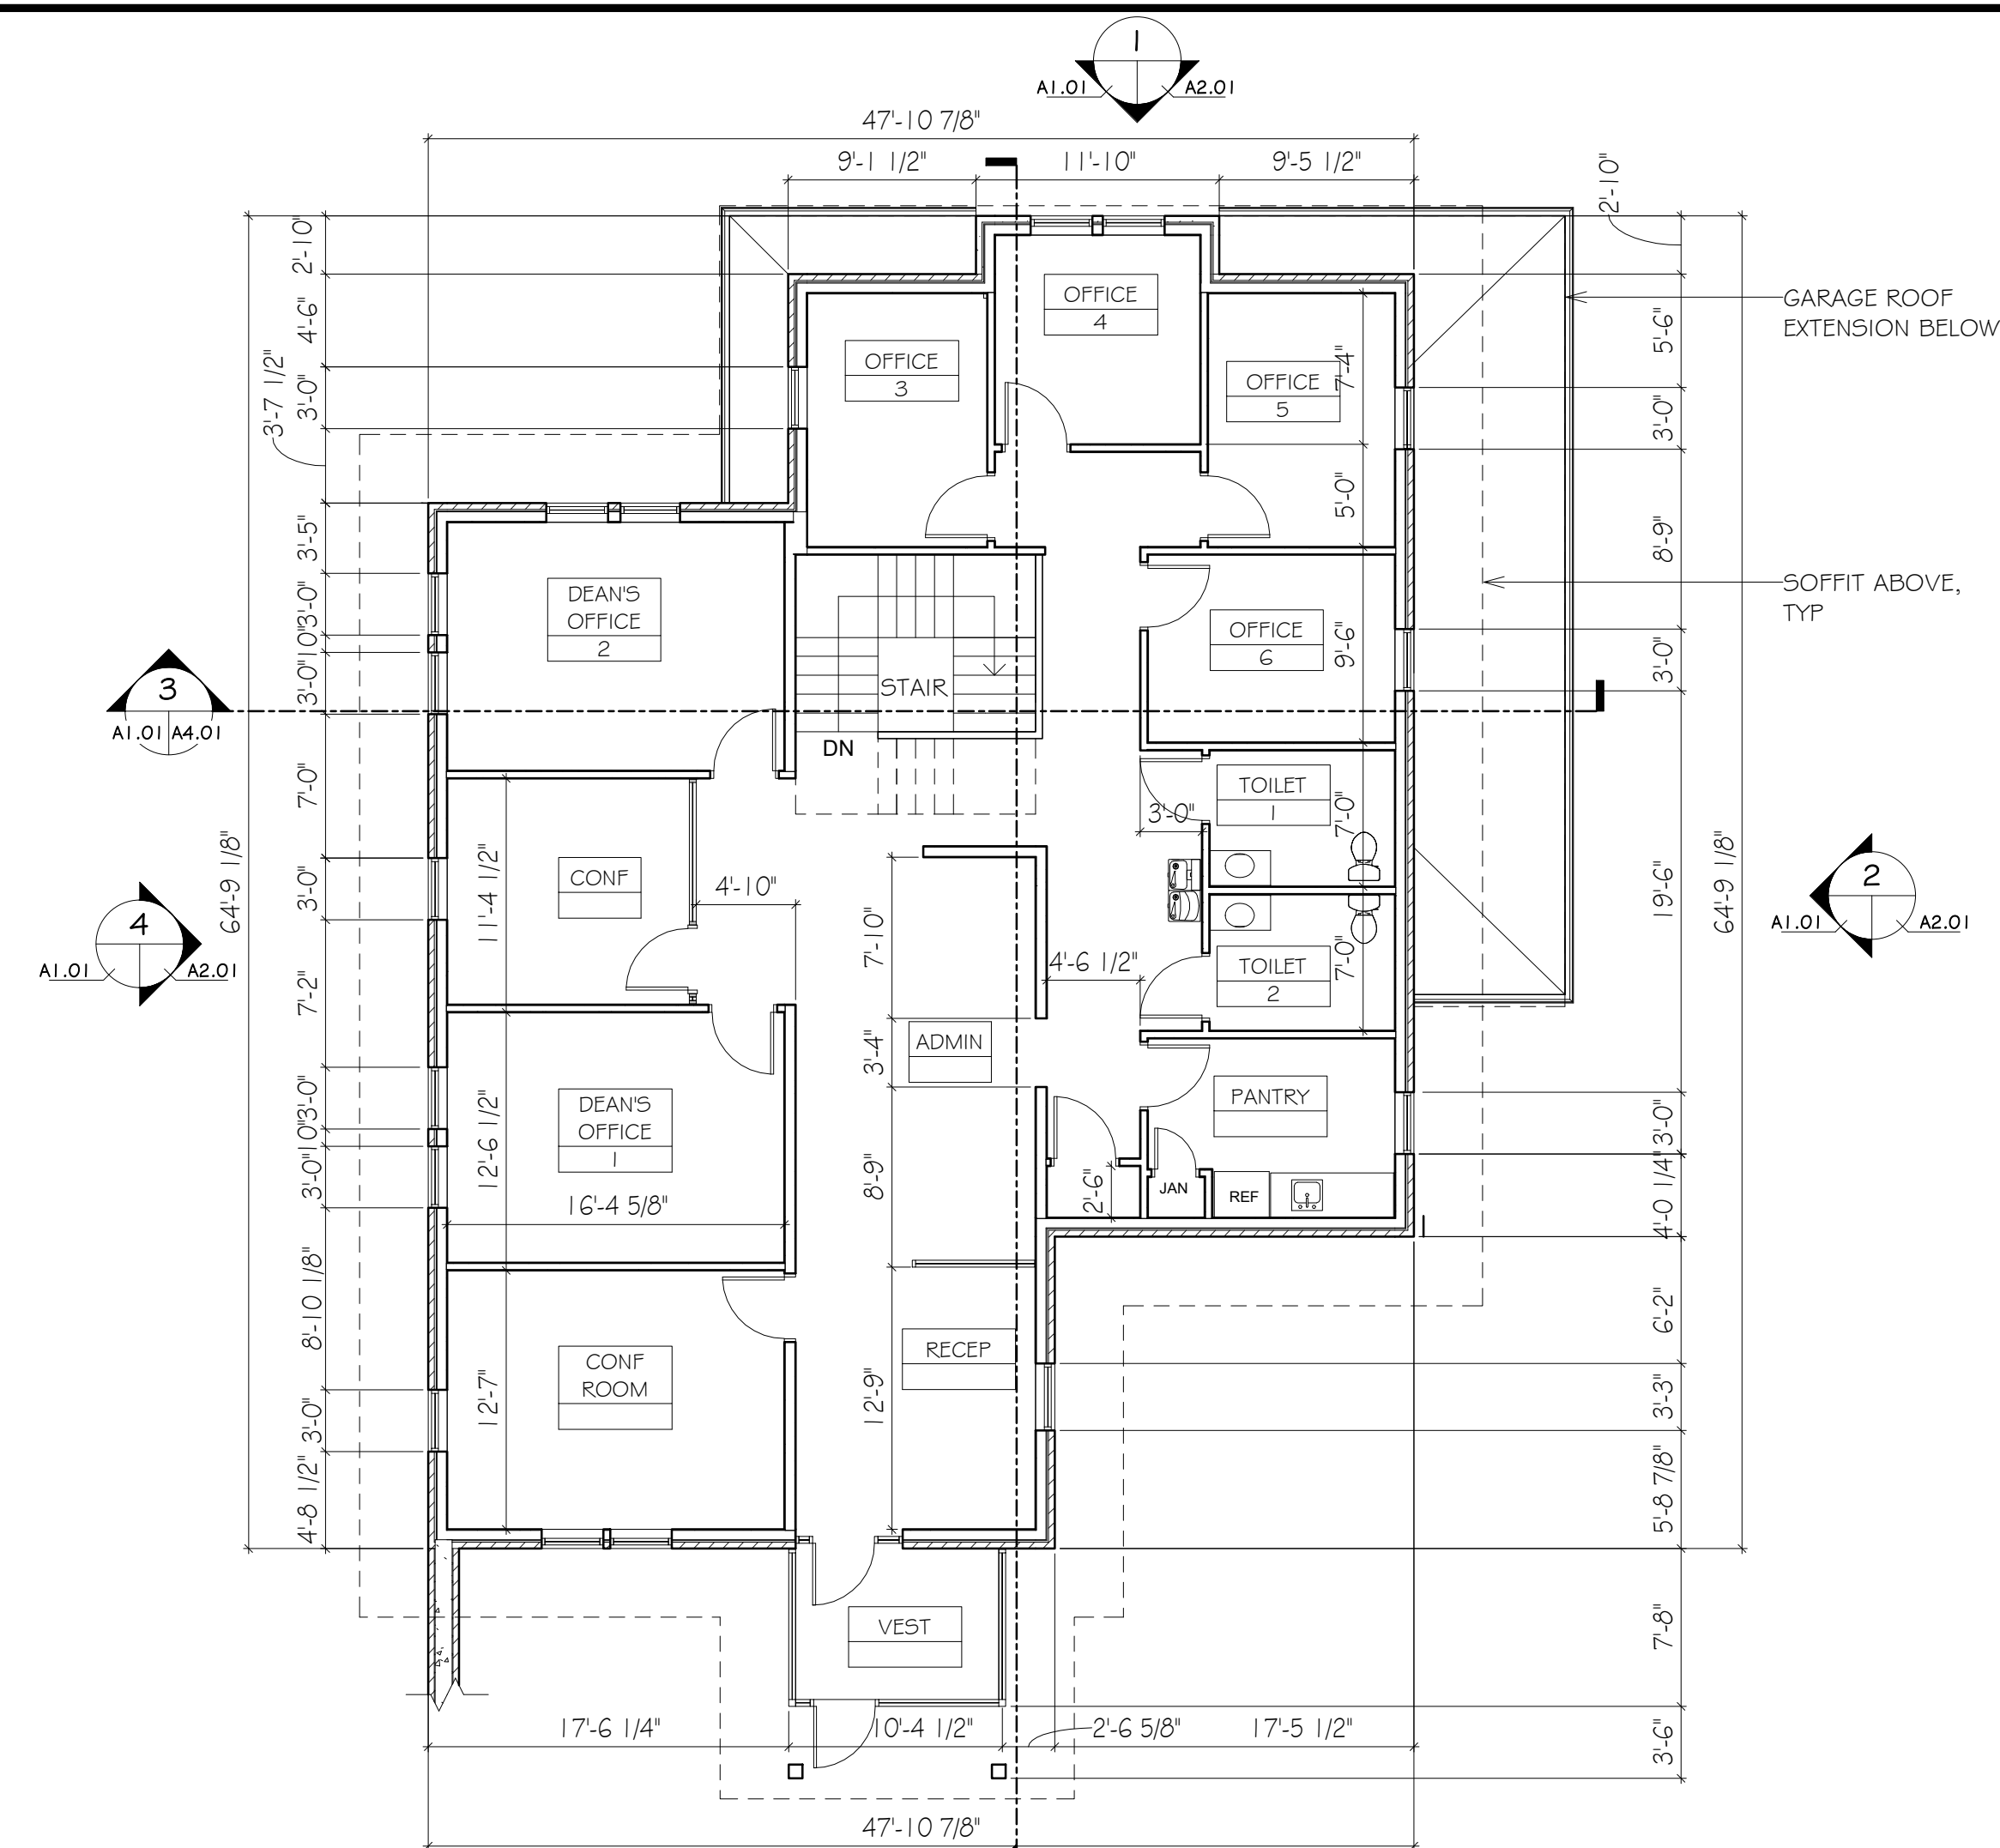 1
A1.01 A2.01
47'-10 7/8"
9'-1 1/2" 11'-10" 9'-5 1/2"
2'-10"
2'-10"
4'-6"
3'-0"
3'-7 1/2"
3'-5"
3'-0"
10"
3'-0"
7'-0"
3'-0"
7'-2"
3'-0"
10"
3'-0"
8'-10 1/8"
3'-0"
4'-8 1/2"
64'-9 1/8"
3
A1.01 A4.01
4
A1.01 A2.01
OFFICE
3
OFFICE
4
OFFICE
5
7'-4"
5'-0"
DEAN'S
OFFICE
2
STAIR
DN
OFFICE
6
9'-6"
TOILET
1
7'-0"
3'-0"
CONF
11'-4 1/2"
4'-10"
7'-10"
4'-6 1/2"
TOILET
2
7'-0"
ADMIN
3'-4"
DEAN'S
OFFICE
1
12'-6 1/2"
16'-4 5/8"
8'-9"
PANTRY
2'-6"
JAN
REF
CONF
ROOM
12'-7"
12'-9"
RECEP
VEST
GARAGE ROOF
EXTENSION BELOW
SOFFIT ABOVE,
TYP
5'-6"
3'-0"
8'-9"
3'-0"
19'-6"
3'-0"
4'-0 1/4"
6'-2"
3'-3"
5'-8 7/8"
7'-8"
3'-6"
64'-9 1/8"
2
A1.01 A2.01
17'-6 1/4" 10'-4 1/2" 2'-6 5/8" 17'-5 1/2"
47'-10 7/8"